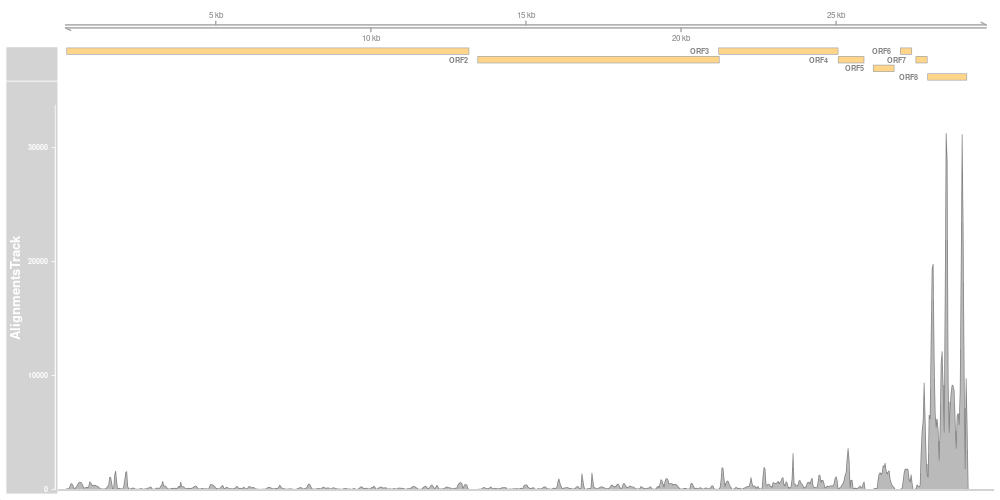 5 kb 15 kb 25 kb
10 kb 20 kb
ORF3 ORF6
ORF2 ORF4 ORF7
ORF5
ORF8
30000
20000
10000
0
AlignmentsTrack